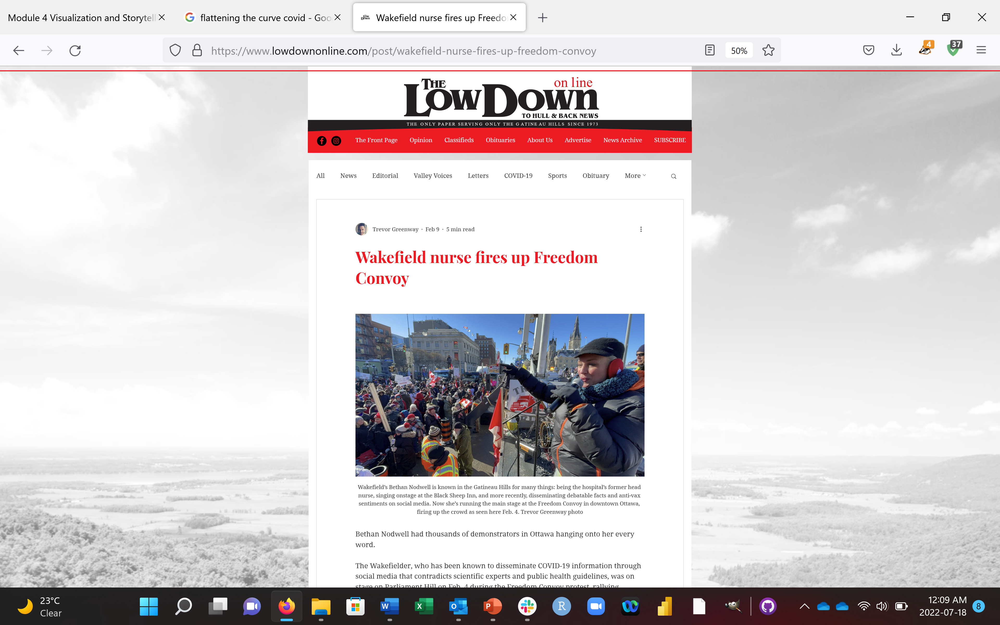 Module 4 Visualization and Storytell
flattening the curve covid - Goo
Wakefield nurse fires up Freedo
https://www.lowdownonline.com/post/wakefield-nurse-fires-up-freedom-convoy
50%
4
37
on line
THE
LOWDOWN
TO HULL & BACK NEWS
THE ONLY PAPER SERVING ONLY THE GATINEAU HILLS SINCE 1973
The Front Page Opinion Classifieds Obituaries About Us Advertise News Archive SUBSCRIBE
All News Editorial Valley Voices Letters COVID-19 Sports Obituary More
Trevor Greenway · Feb 9 · 5 min read
Wakefield nurse fires up Freedom
Convoy
Wakefield’s Bethan Nodwell is known in the Gatineau Hills for many things: being the hospital’s former head
nurse, singing onstage at the Black Sheep Inn, and more recently, disseminating debatable facts and anti-vax
sentiments on social media. Now she’s running the main stage at the Freedom Convoy in downtown Ottawa,
firing up the crowd as seen here Feb. 4. Trevor Greenway photo
Bethan Nodwell had thousands of demonstrators in Ottawa hanging onto her every
word.
The Wakefielder, who has been known to disseminate COVID-19 information through
social media that contradicts scientific experts and public health guidelines, was on
stage on Parliament Hill on Feb. 4 during the Freedom Convoy protest, rallying
23°C
Clear
12:09 AM
2022-07-18
8